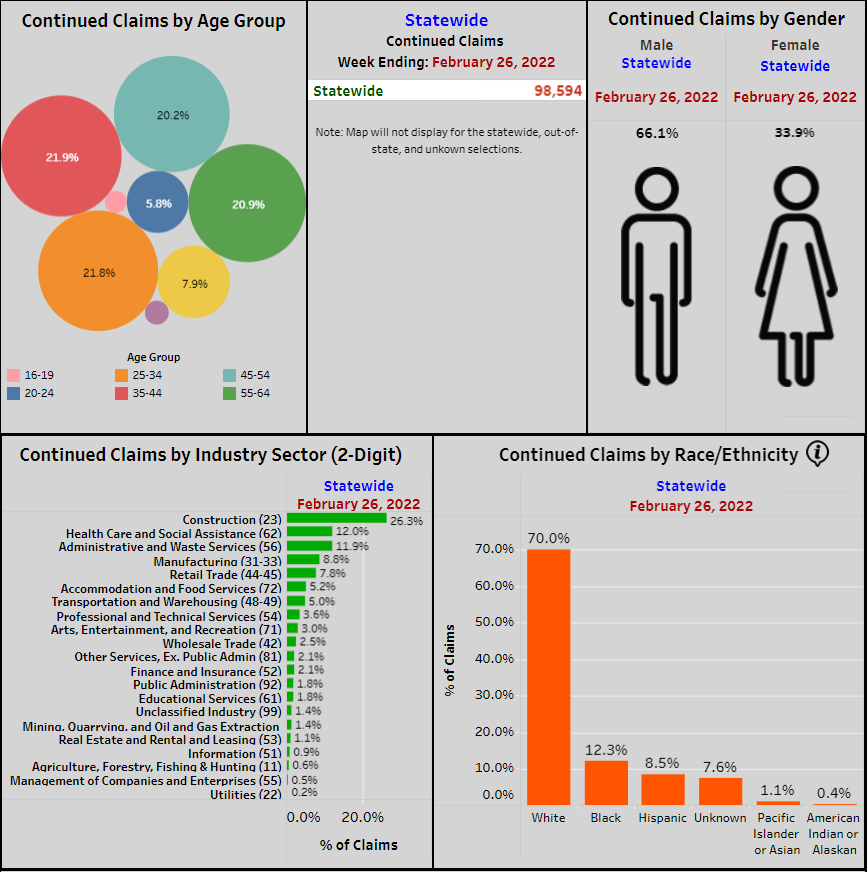 Continued Claims by Age Group
20.2%
21.9%
5.8%
20.9%
21.8%
7.9%
Age Group
16-19
25-34
45-54
20-24
35-44
55-64
Statewide
Continued Claims
Week Ending: February 26, 2022
Statewide 98,594
Note: Map will not display for the statewide, out-of-
state, and unkown selections.
Continued Claims by Gender
Male
Statewide
February 26, 2022
66.1%
Female
Statewide
February 26, 2022
33.9%
Continued Claims by Industry Sector (2-Digit)
Statewide
February 26, 2022
Construction (23) 26.3%
Health Care and Social Assistance (62) 12.0%
Administrative and Waste Services (56) 11.9%
Manufacturing (31-33) 8.8%
Retail Trade (44-45) 7.8%
Accommodation and Food Services (72) 5.2%
Transportation and Warehousing (48-49) 5.0%
Professional and Technical Services (54) 3.6%
Arts, Entertainment, and Recreation (71) 3.0%
Wholesale Trade (42) 2.5%
Other Services, Ex. Public Admin (81) 2.1%
Finance and Insurance (52) 2.1%
Public Administration (92) 1.8%
Educational Services (61) 1.8%
Unclassified Industry (99) 1.4%
Mining, Quarrying, and Oil and Gas Extraction 1.4%
Real Estate and Rental and Leasing (53) 1.1%
Information (51) 0.9%
Agriculture, Forestry, Fishing & Hunting (11) 0.6%
Management of Companies and Enterprises (55) 0.5%
Utilities (22) 0.2%
0.0% 20.0%
% of Claims
Continued Claims by Race/Ethnicity i
Statewide
February 26, 2022
% of Claims
70.0%
60.0%
50.0%
40.0%
30.0%
20.0%
10.0%
0.0%
70.0%
12.3%
8.5%
7.6%
1.1%
0.4%
White
Black
Hispanic
Unknown
Pacific
Islander
or Asian
American
Indian or
Alaskan